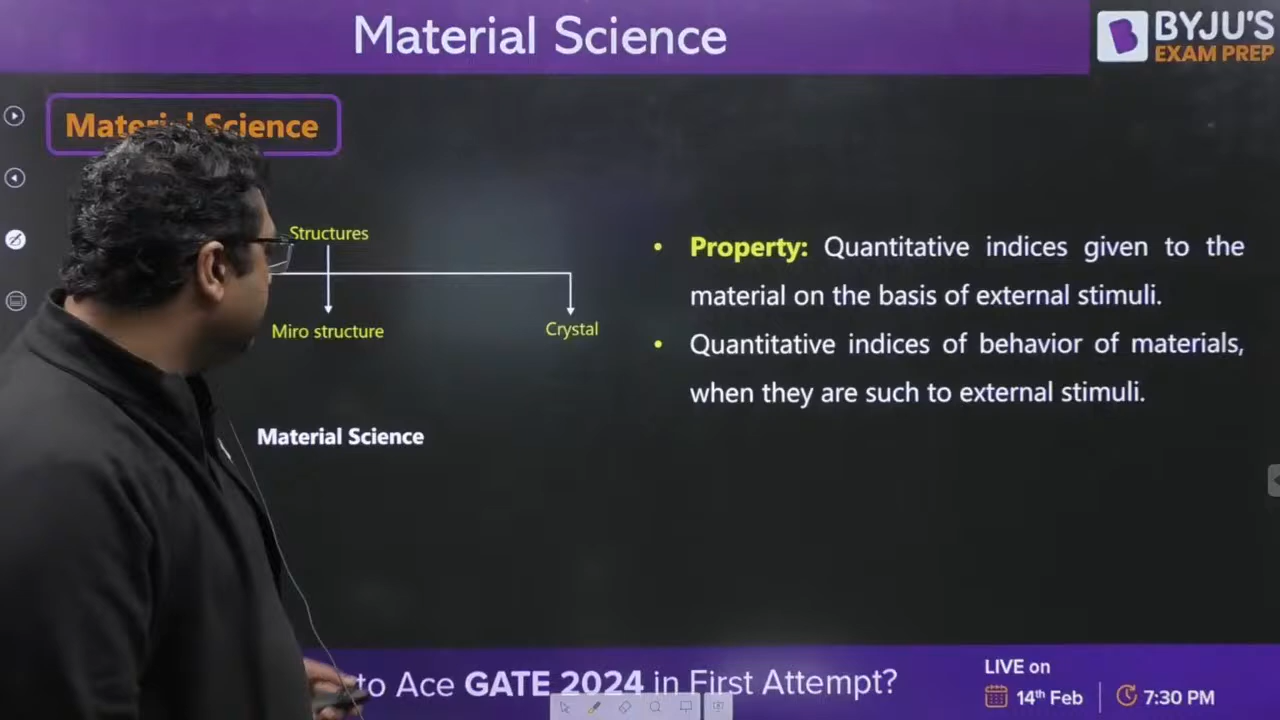 Material Science
BYJU'S
EXAM PREP
Material Science
Structures
Miro structure
Crystal
Material Science
• Property: Quantitative indices given to the
material on the basis of external stimuli.
• Quantitative indices of behavior of materials,
when they are such to external stimuli.
to Ace GATE 2024 in First Attempt?
LIVE on
14th Feb
7:30 PM